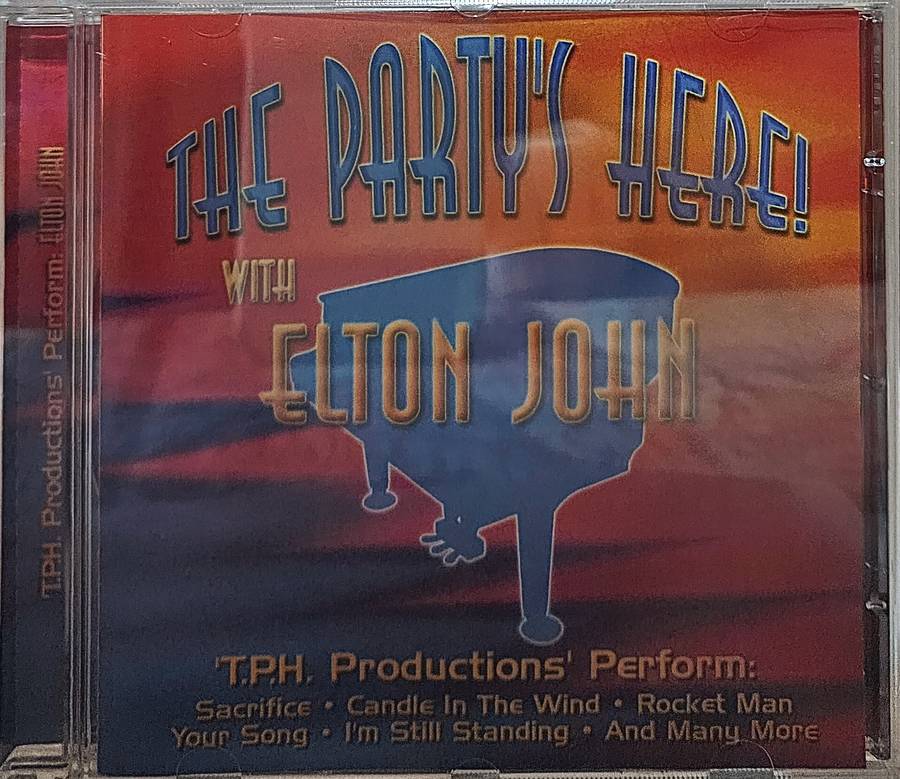 THE PARTY'S HERE!
WITH
ELTON JOHN
'T.P.H. Productions' Perform:
Sacrifice • Candle In The Wind • Rocket Man
Your Song • I'm Still Standing • And Many More
T.P.H. Productions' Perform: ELTON JOHN